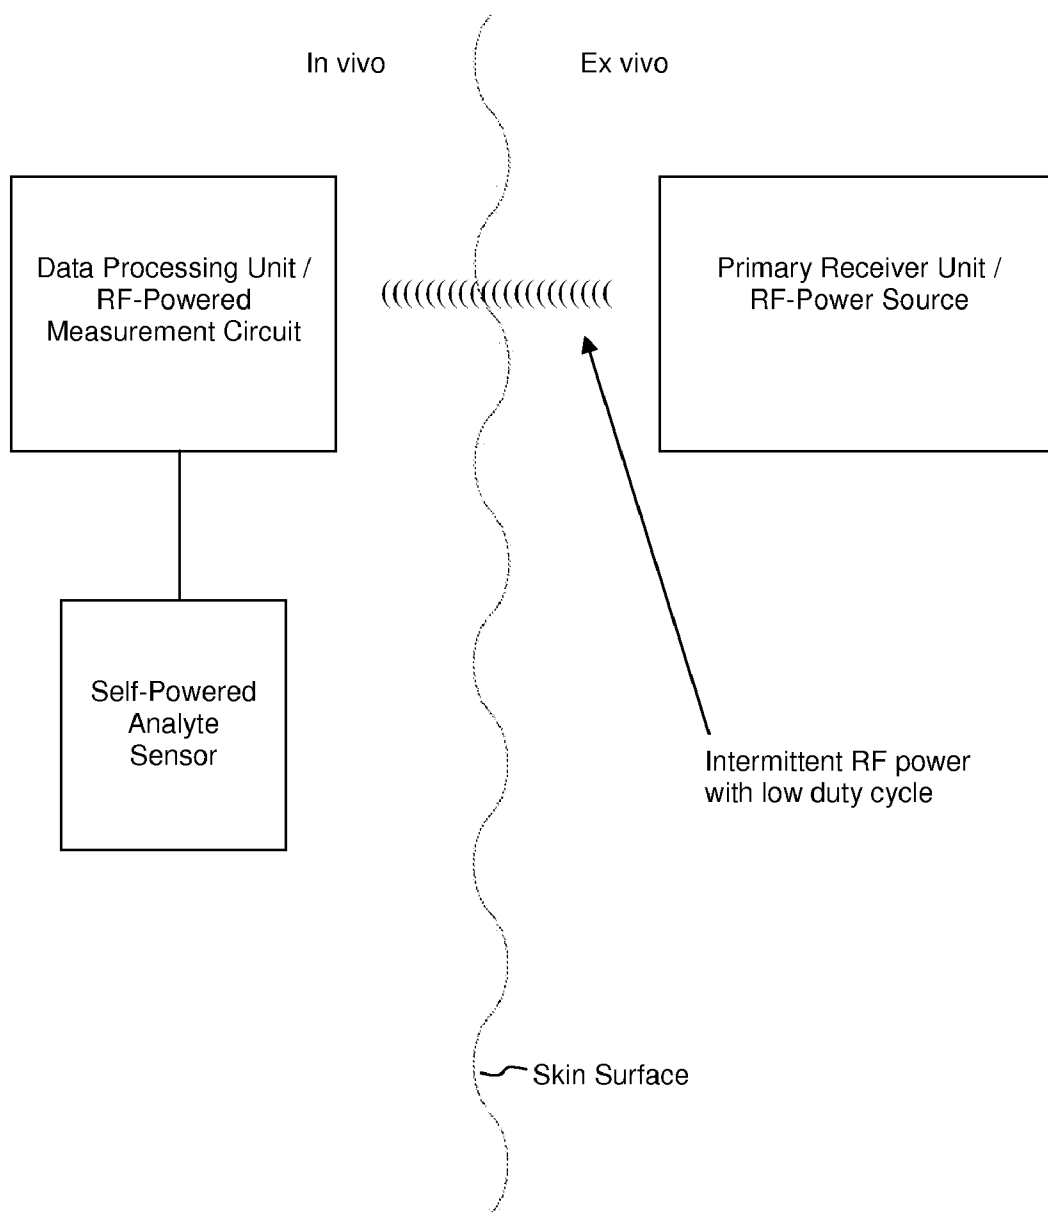 In vivo
Ex vivo
Data Processing Unit /
RF-Powered
Measurement Circuit
Primary Receiver Unit /
RF-Power Source
Self-Powered
Analyte
Sensor
Intermittent RF power
with low duty cycle
Skin Surface